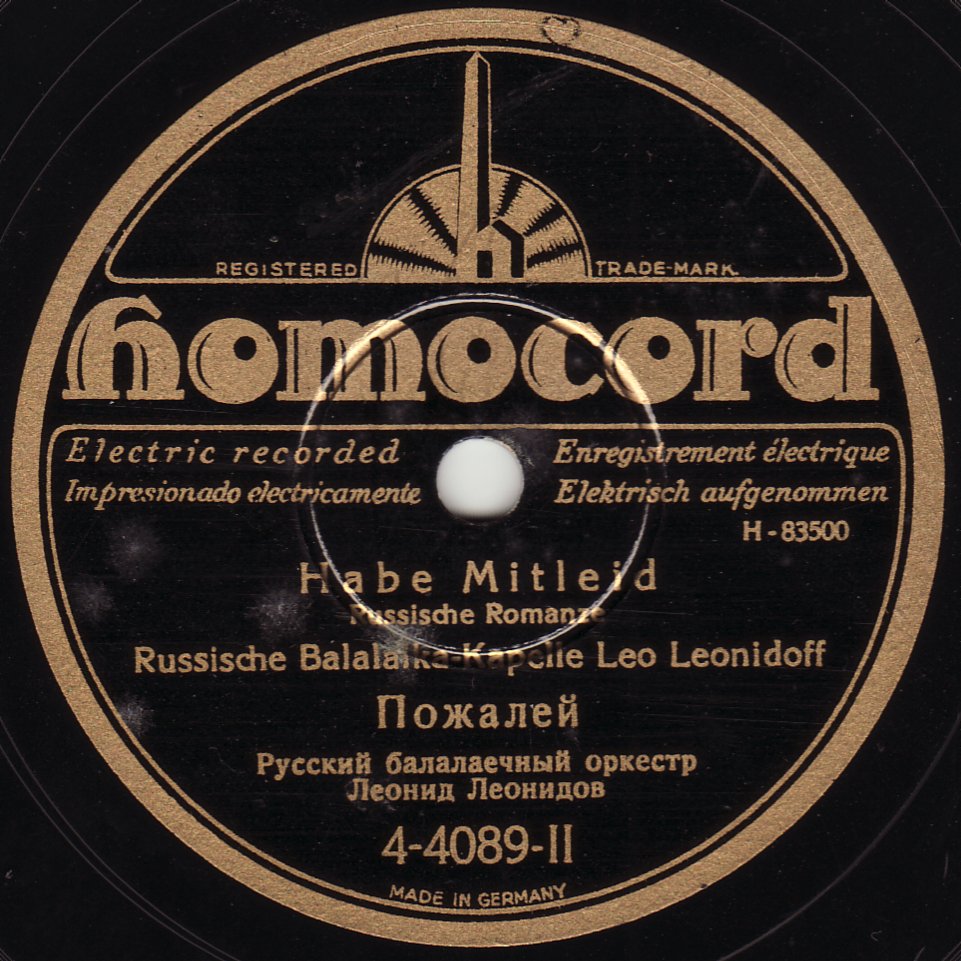 REGISTERED TRADE-MARK.
homocord
Electric recorded Enregistrement électrique
Impresionado electricamente Elektrisch aufgenommen
H-83500
Habe Mitleid
Russische Romanze
Russische Balalaika-Kapelle Leo Leonidoff
Пожалей
Русский балалаечный оркестр
Леонид Леонидов
4-4089-II
MADE IN GERMANY